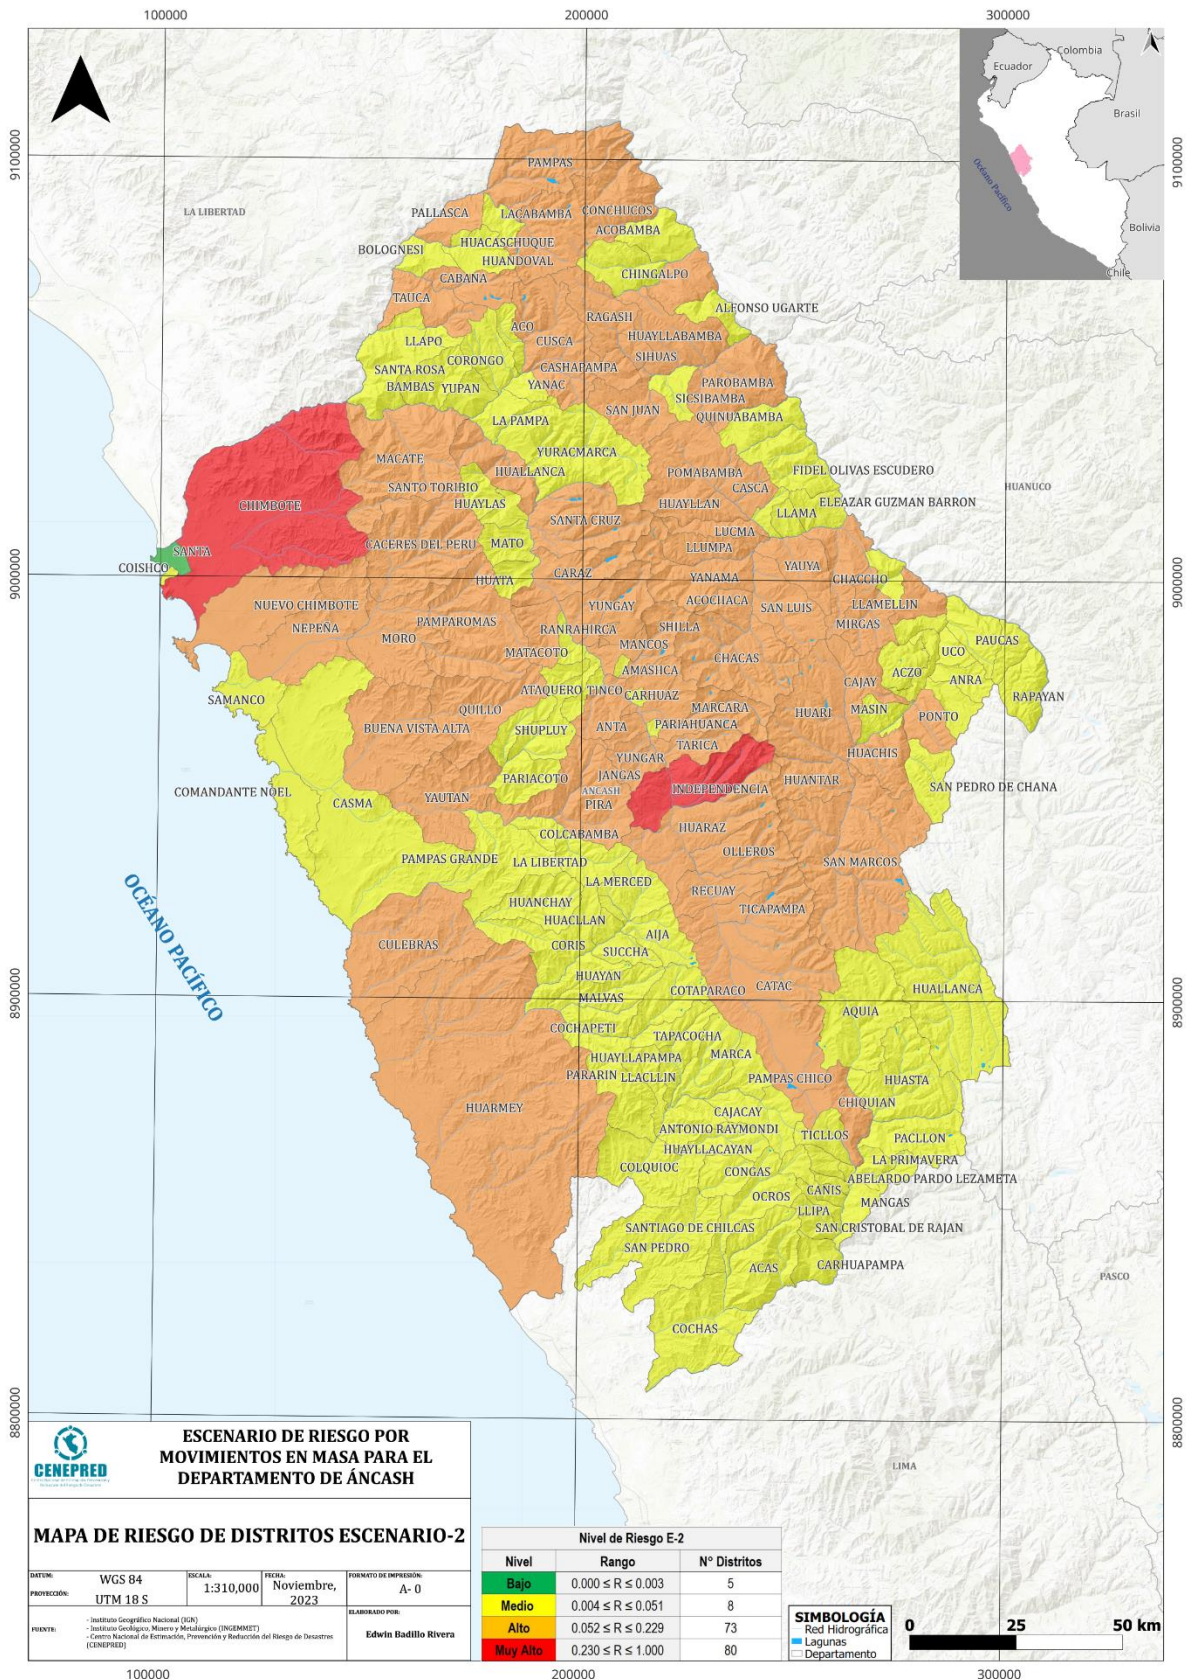 100000
200000
300000
9100000
9100000
Colombia
Ecuador
Brasil
Océano Pacífico
Bolivia
Chile
LA LIBERTAD
PAMPAS
PALLASCA
LACABAMBA
CONCHUCOS
ACOBAMBA
HUACASCHUQUE
BOLOGNESI
HUANDOVAL
CHINGALPO
CABANA
TAUCA
ALFONSO UGARTE
RAGASH
ACO
CUSCA
HUAYLLABAMBA
LLAPO
SIHUAS
CORONGO
SANTA ROSA
CASHAPAMPA
BAMBAS
YUPAN
YANAC
PAROBAMBA
SICSIBAMBA
SAN JUAN
QUINUABAMBA
LA PAMPA
YURACMARCA
MACATE
HUALLANCA
POMABAMBA
FIDEL OLIVAS ESCUDERO
SANTO TORIBIO
CASCA
HUANUCO
CHIMBOTE
HUAYLAS
HUAYLLAN
ELEAZAR GUZMAN BARRON
LLAMA
SANTA CRUZ
LUCMA
CACERES DEL PERU
MATO
LLUMPA
SANTA
COISHCO
9000000
9000000
HUATA
CARAZ
YANAMA
YAUYA
CHACCHO
NUEVO CHIMBOTE
YUNGAY
ACOCHACA
SAN LUIS
LLAMELLIN
NEPEÑA
PAMPAROMAS
RANRAHIRCA
SHILLA
MIRGAS
MORO
MATACOTO
MANCOS
CHACAS
UCO
PAUCAS
AMASHCA
ACZO
ANRA
SAMANCO
ATAQUERO
TINCO
CARHUAZ
CAJAY
RAPAYAN
QUILLO
MARCARA
HUARI
MASIN
PONTO
BUENA VISTA ALTA
SHUPLUY
ANTA
PARIAHUANCA
TARICA
HUACHIS
YUNGAR
PARIACOTO
JANGAS
HUANTAR
SAN PEDRO DE CHANA
COMANDANTE NOEL
CASMA
YAUTAN
ANCASH
PIRA
INDEPENDENCIA
COLCABAMBA
HUARAZ
PAMPAS GRANDE
LA LIBERTAD
OLLEROS
SAN MARCOS
LA MERCED
RECUAY
OCÉANO PACÍFICO
HUANCHAY
TICAPAMPA
HUACLLAN
CULEBRAS
AIJA
CORIS
SUCCHA
HUAYAN
8900000
8900000
MALVAS
COTAPARACO
CATAC
HUALLANCA
AQUIA
COCHAPETI
TAPACOCHA
HUAYLLAPAMPA
MARCA
PARARIN
LLACLLIN
PAMPAS CHICO
HUASTA
HUARMEY
CHIQUIAN
CAJACAY
ANTONIO RAYMONDI
TICLLOS
PACLLON
HUAYLLACAYAN
LA PRIMAVERA
COLQUIOC
CONGAS
ABELARDO PARDO LEZAMETA
OCROS
CAÑIS
MANGAS
LLIPA
SANTIAGO DE CHILCAS
SAN CRISTOBAL DE RAJAN
SAN PEDRO
ACAS
CARHUAPAMPA
PASCO
COCHAS
8800000
8800000
LIMA
CENEPRED
ESCENARIO DE RIESGO POR
MOVIMIENTOS EN MASA PARA EL
DEPARTAMENTO DE ÁNCASH
MAPA DE RIESGO DE DISTRITOS ESCENARIO-2
DATUM: WGS 84
PROYECCIÓN: UTM 18 S
ESCALA: 1:310,000
FECHA: Noviembre, 2023
FORMATO DE IMPRESIÓN: A- 0
FUENTE:
- Instituto Geográfico Nacional (IGN)
- Instituto Geológico, Minero y Metalúrgico (INGEMMET)
- Centro Nacional de Estimación, Prevención y Reducción del Riesgo de Desastres
(CENEPRED)
ELABORADO POR:
Edwin Badillo Rivera
Nivel de Riesgo E-2
Nivel Rango N° Distritos
Bajo 0.000 ≤ R ≤ 0.003 5
Medio 0.004 ≤ R ≤ 0.051 8
Alto 0.052 ≤ R ≤ 0.229 73
Muy Alto 0.230 ≤ R ≤ 1.000 80
SIMBOLOGÍA
Red Hidrográfica
Lagunas
Departamento
0 25 50 km
100000
200000
300000